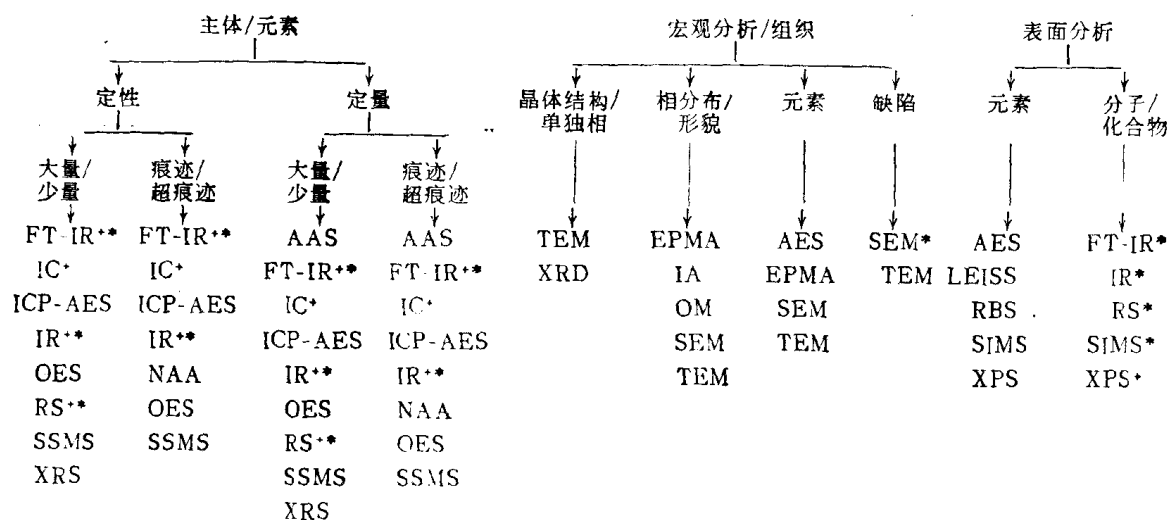 主体/元素 宏观分析/组织 表面分析
定性 定量 晶体结构/ 相分布/ 元素 缺陷 元素 分子/
单独相 形貌 化合物
大量/ 痕迹/ 大量/ 痕迹/
少量 超痕迹 少量 超痕迹
FT-IR⁺* FT-IR⁺* AAS AAS TEM EPMA AES SEM* AES FT-IR*
IC⁺ IC⁺ FT-IR⁺* FT-IR⁺* XRD IA EPMA TEM LEISS IR*
ICP-AES ICP-AES IC⁺ IC⁺ OM SEM RBS RS*
IR⁺* IR⁺* ICP-AES ICP-AES SEM TEM SIMS SIMS*
OES NAA IR⁺* IR⁺* TEM XPS XPS⁺
RS⁺* OES OES NAA
SSMS SSMS RS⁺* OES
XRS SSMS SSMS
XRS